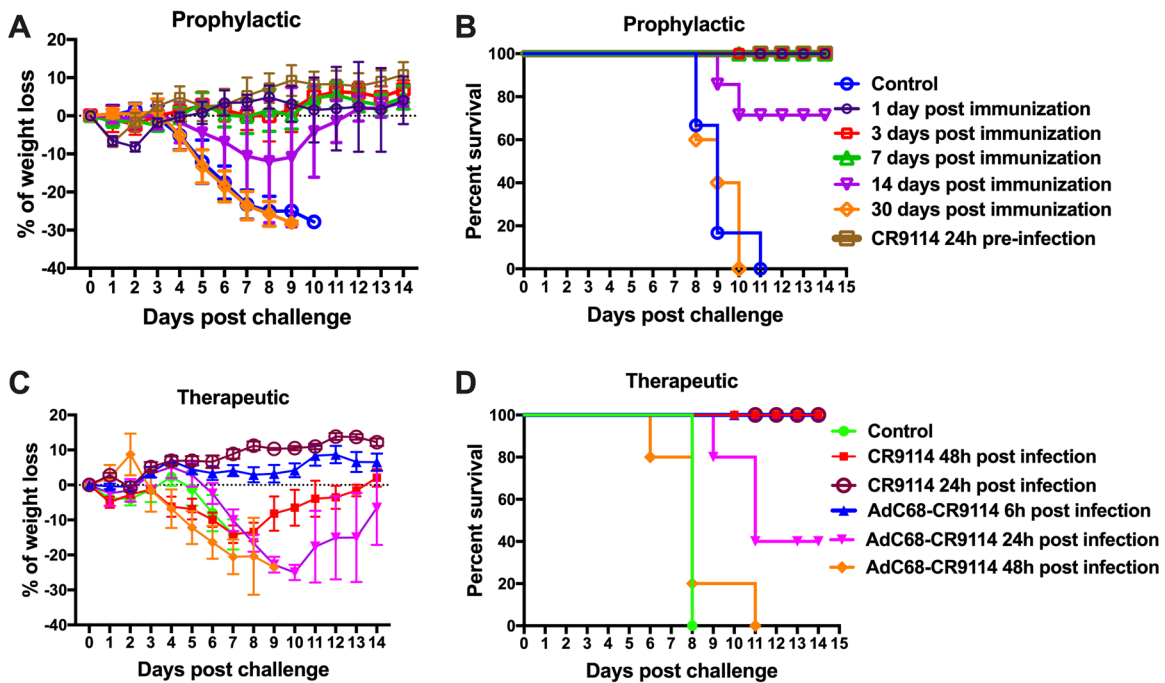 A
Prophylactic
% of weight loss
20
10
0
-10
-20
-30
-40
0 1 2 3 4 5 6 7 8 9 10 11 12 13 14
Days post challenge
B
Prophylactic
Percent survival
100
80
60
40
20
0
0 1 2 3 4 5 6 7 8 9 10 11 12 13 14 15
Days post challenge
Control
1 day post immunization
3 days post immunization
7 days post immunization
14 days post immunization
30 days post immunization
CR9114 24h pre-infection
C
Therapeutic
% of weight loss
20
10
0
-10
-20
-30
-40
0 1 2 3 4 5 6 7 8 9 10 11 12 13 14
Days post challenge
D
Therapeutic
Percent survival
100
80
60
40
20
0
0 1 2 3 4 5 6 7 8 9 10 11 12 13 14 15
Days post challenge
Control
CR9114 48h post infection
CR9114 24h post infection
AdC68-CR9114 6h post infection
AdC68-CR9114 24h post infection
AdC68-CR9114 48h post infection